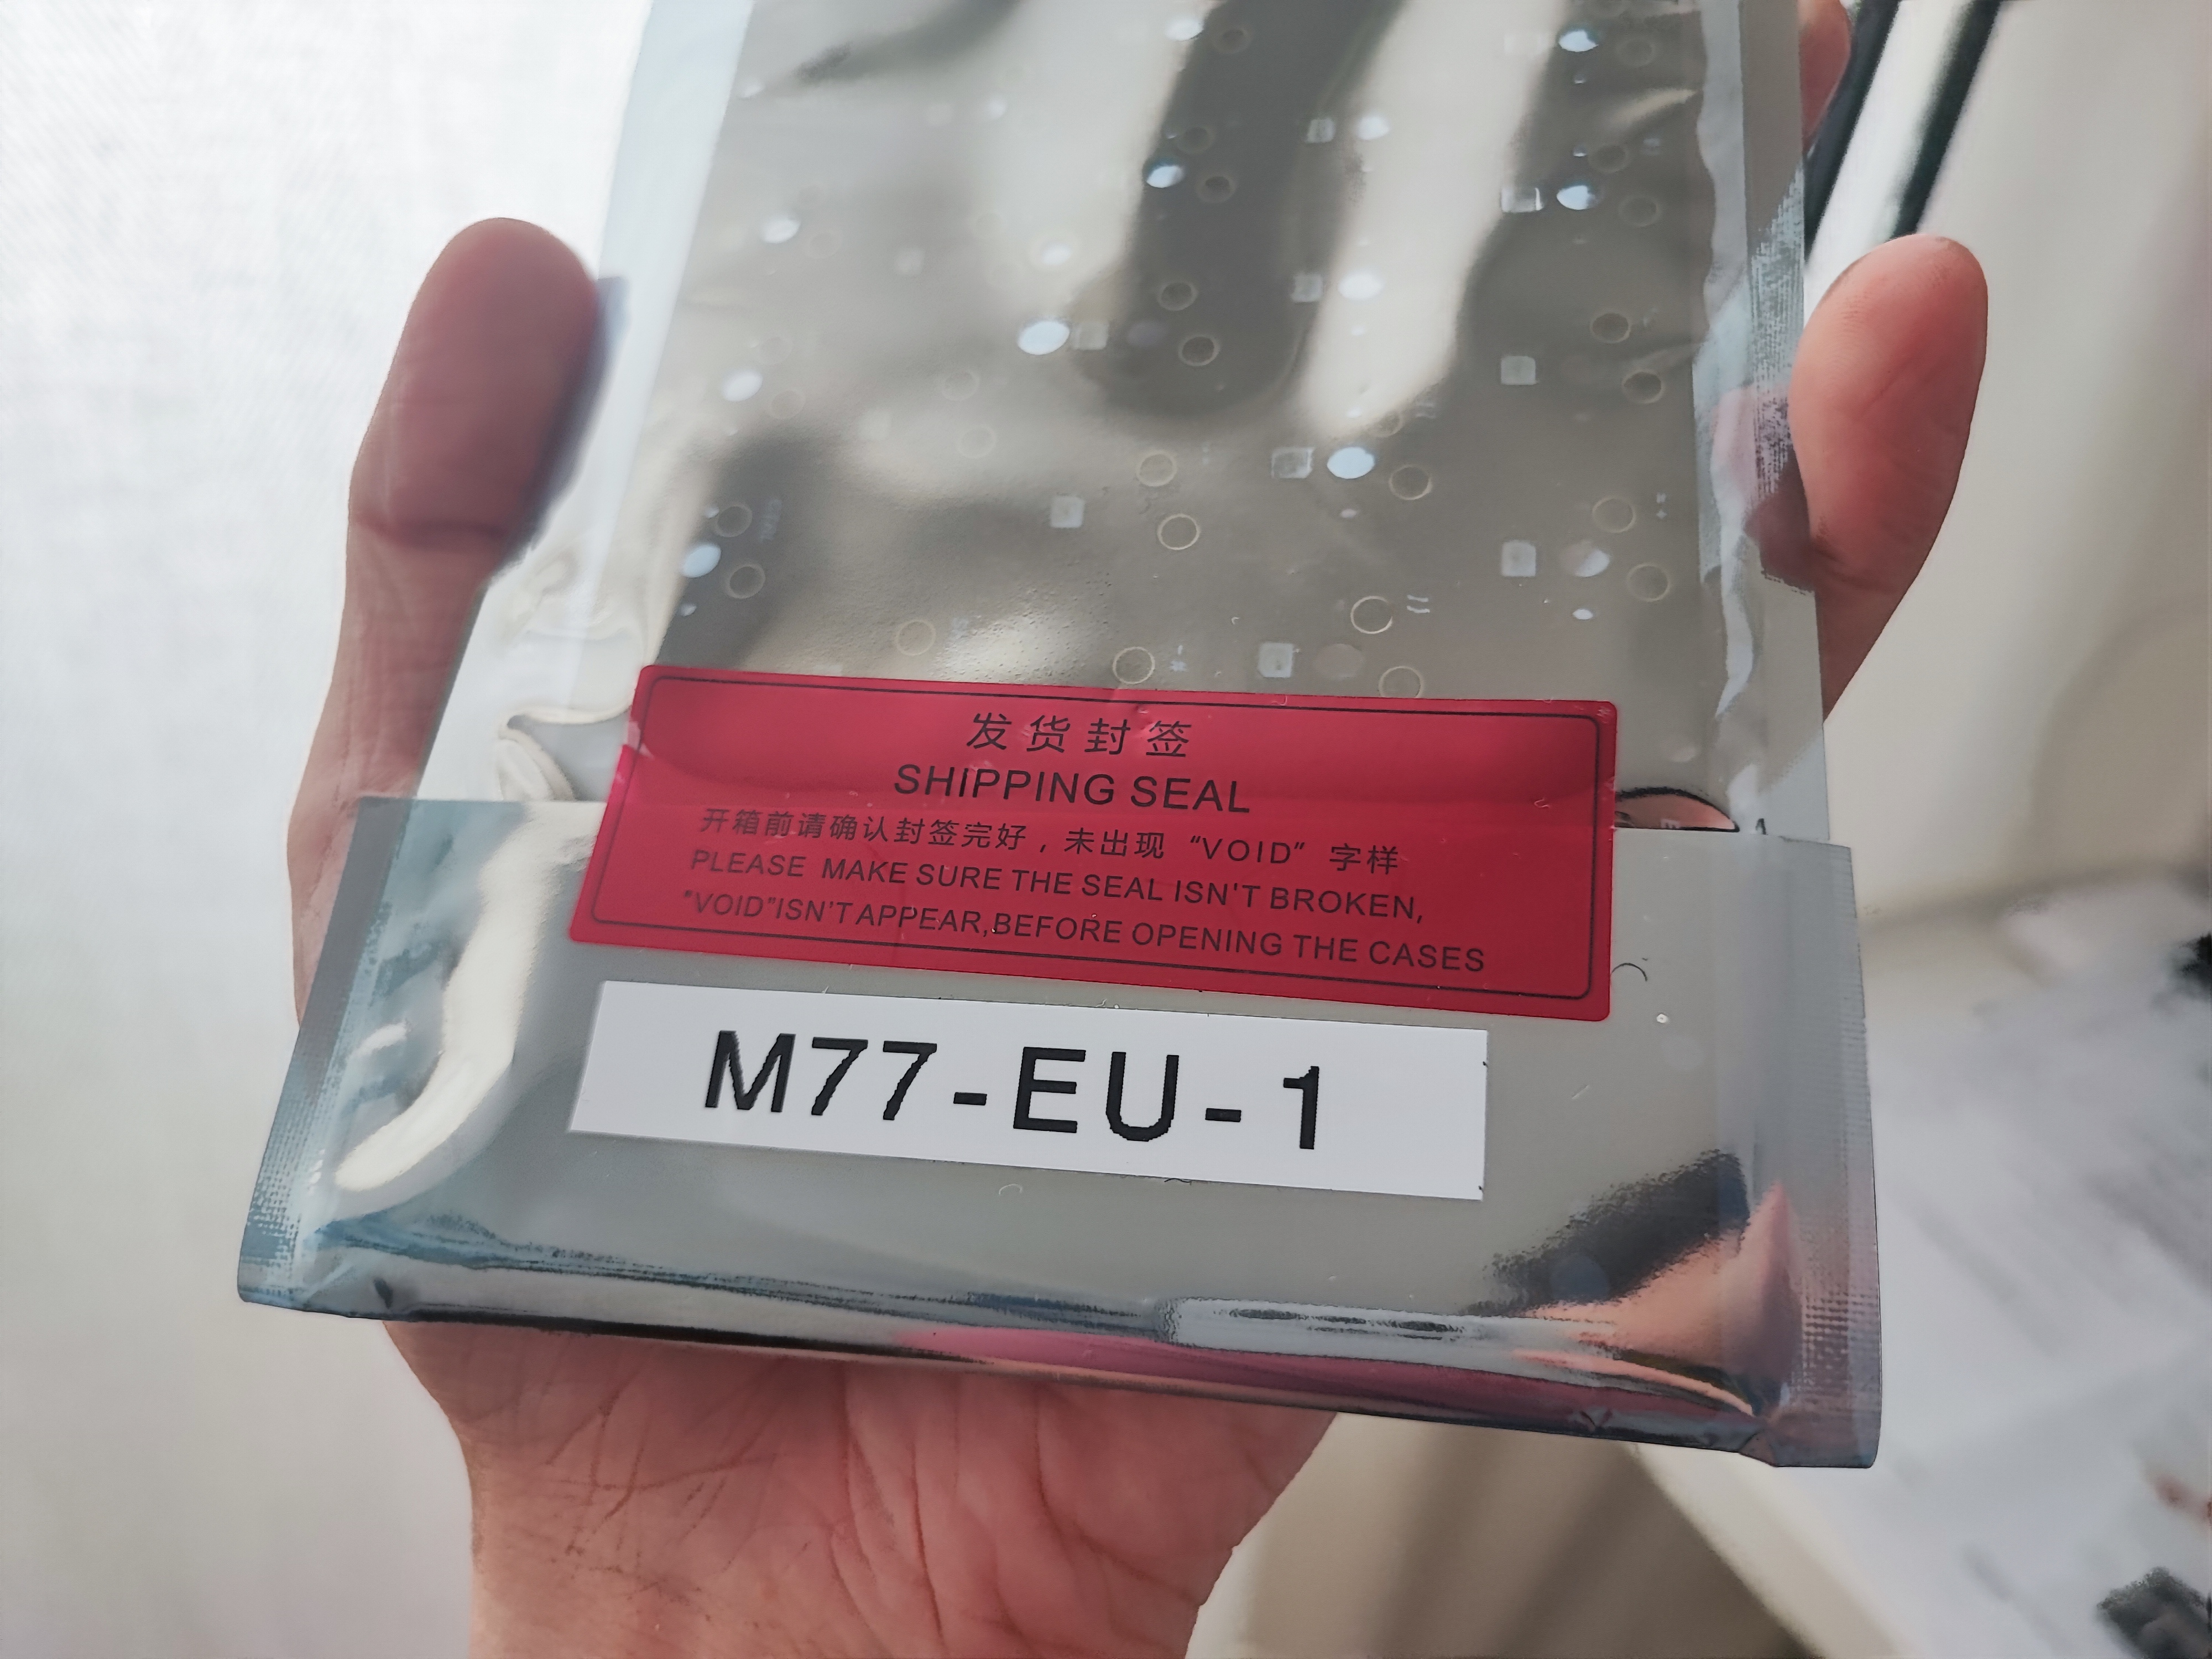 发货封签
SHIPPING SEAL
开箱前请确认封签完好，未出现“VOID”字样
PLEASE MAKE SURE THE SEAL ISN'T BROKEN,
"VOID"ISN'T APPEAR,BEFORE OPENING THE CASES
M77-EU-1